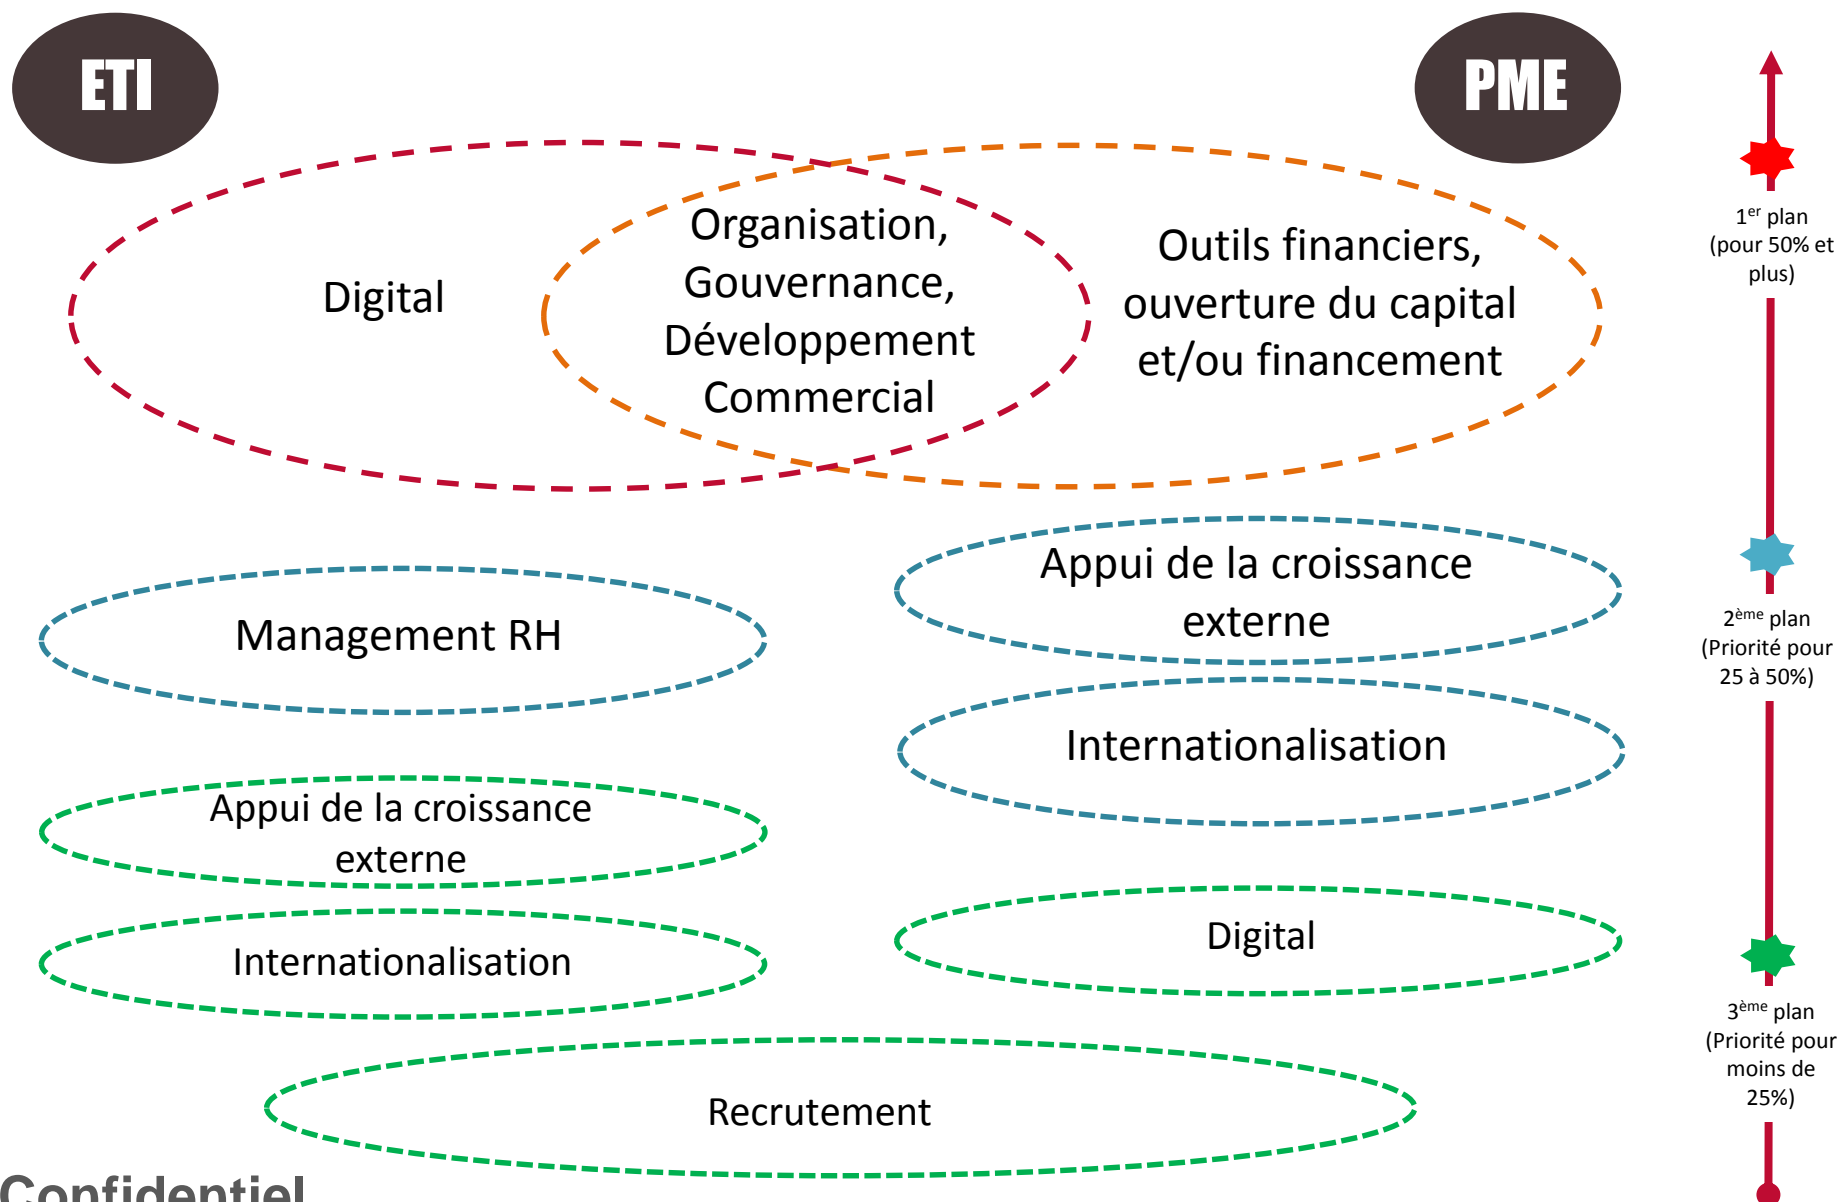 ETI
PME
Digital
Organisation,
Gouvernance,
Développement
Commercial
Outils financiers,
ouverture du capital
et/ou financement
1er plan
(pour 50% et
plus)
Management RH
Appui de la croissance
externe
Internationalisation
2ème plan
(Priorité pour
25 à 50%)
Appui de la croissance
externe
Internationalisation
Digital
Recrutement
3ème plan
(Priorité pour
moins de
25%)
Confidentiel